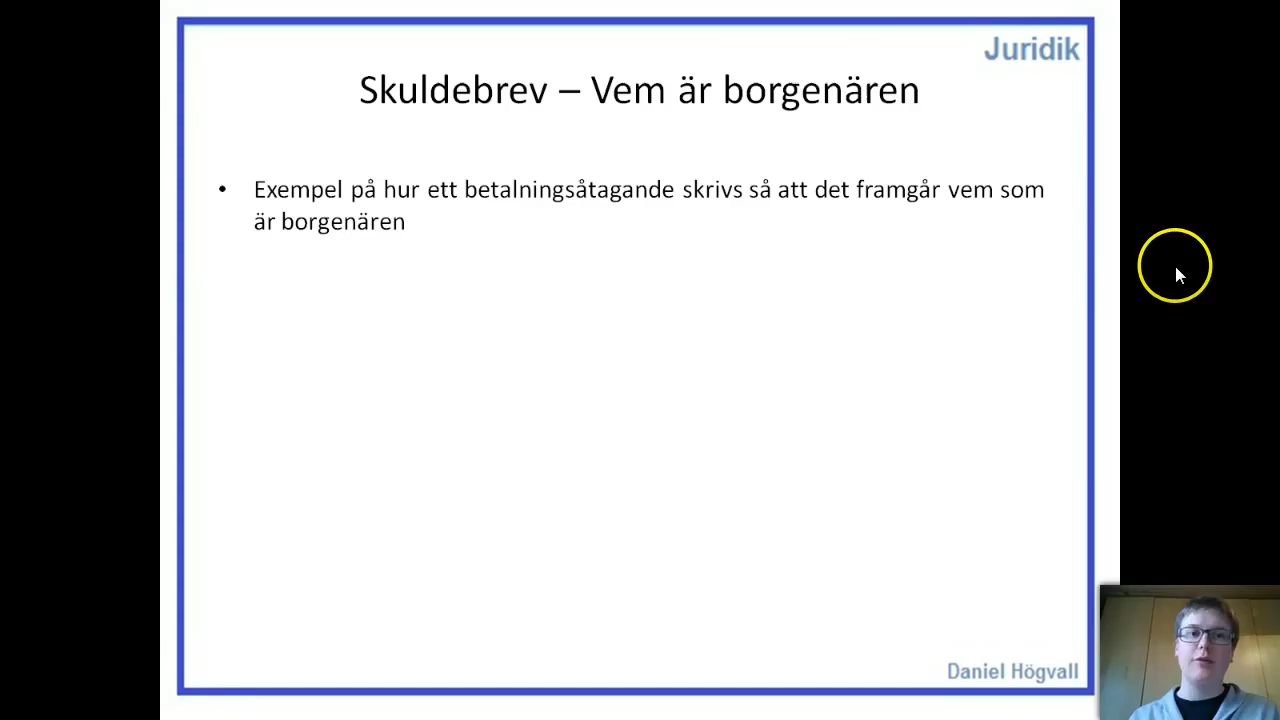 Juridik
Skuldebrev – Vem är borgenären
• Exempel på hur ett betalningsåtagande skrivs så att det framgår vem som
är borgenären
Daniel Högvall